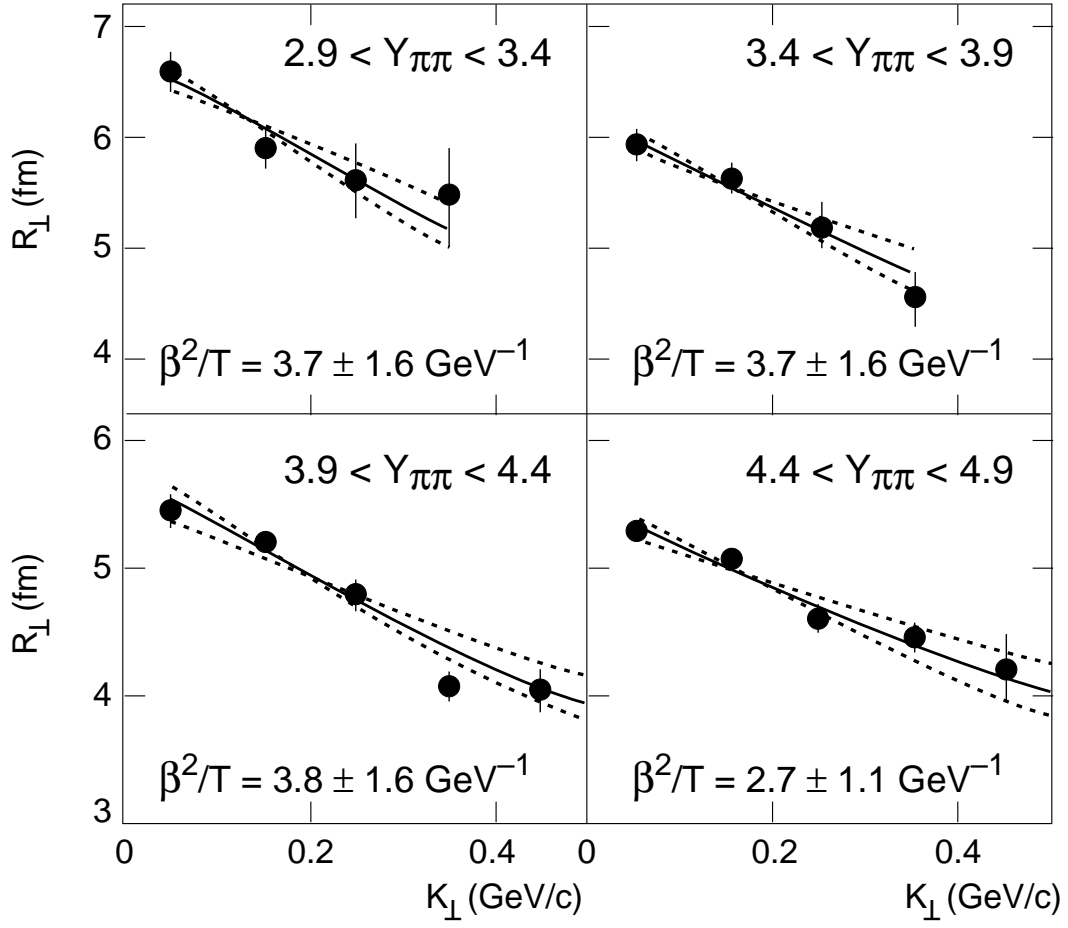 7
2.9 < Yππ < 3.4
3.4 < Yππ < 3.9
6
R⊥ (fm)
5
4
β²/T = 3.7 ± 1.6 GeV⁻¹
β²/T = 3.7 ± 1.6 GeV⁻¹
6
3.9 < Yππ < 4.4
4.4 < Yππ < 4.9
5
R⊥ (fm)
4
β²/T = 3.8 ± 1.6 GeV⁻¹
β²/T = 2.7 ± 1.1 GeV⁻¹
3
0 0.2 0.4 0 0.2 0.4
K⊥ (GeV/c) K⊥ (GeV/c)